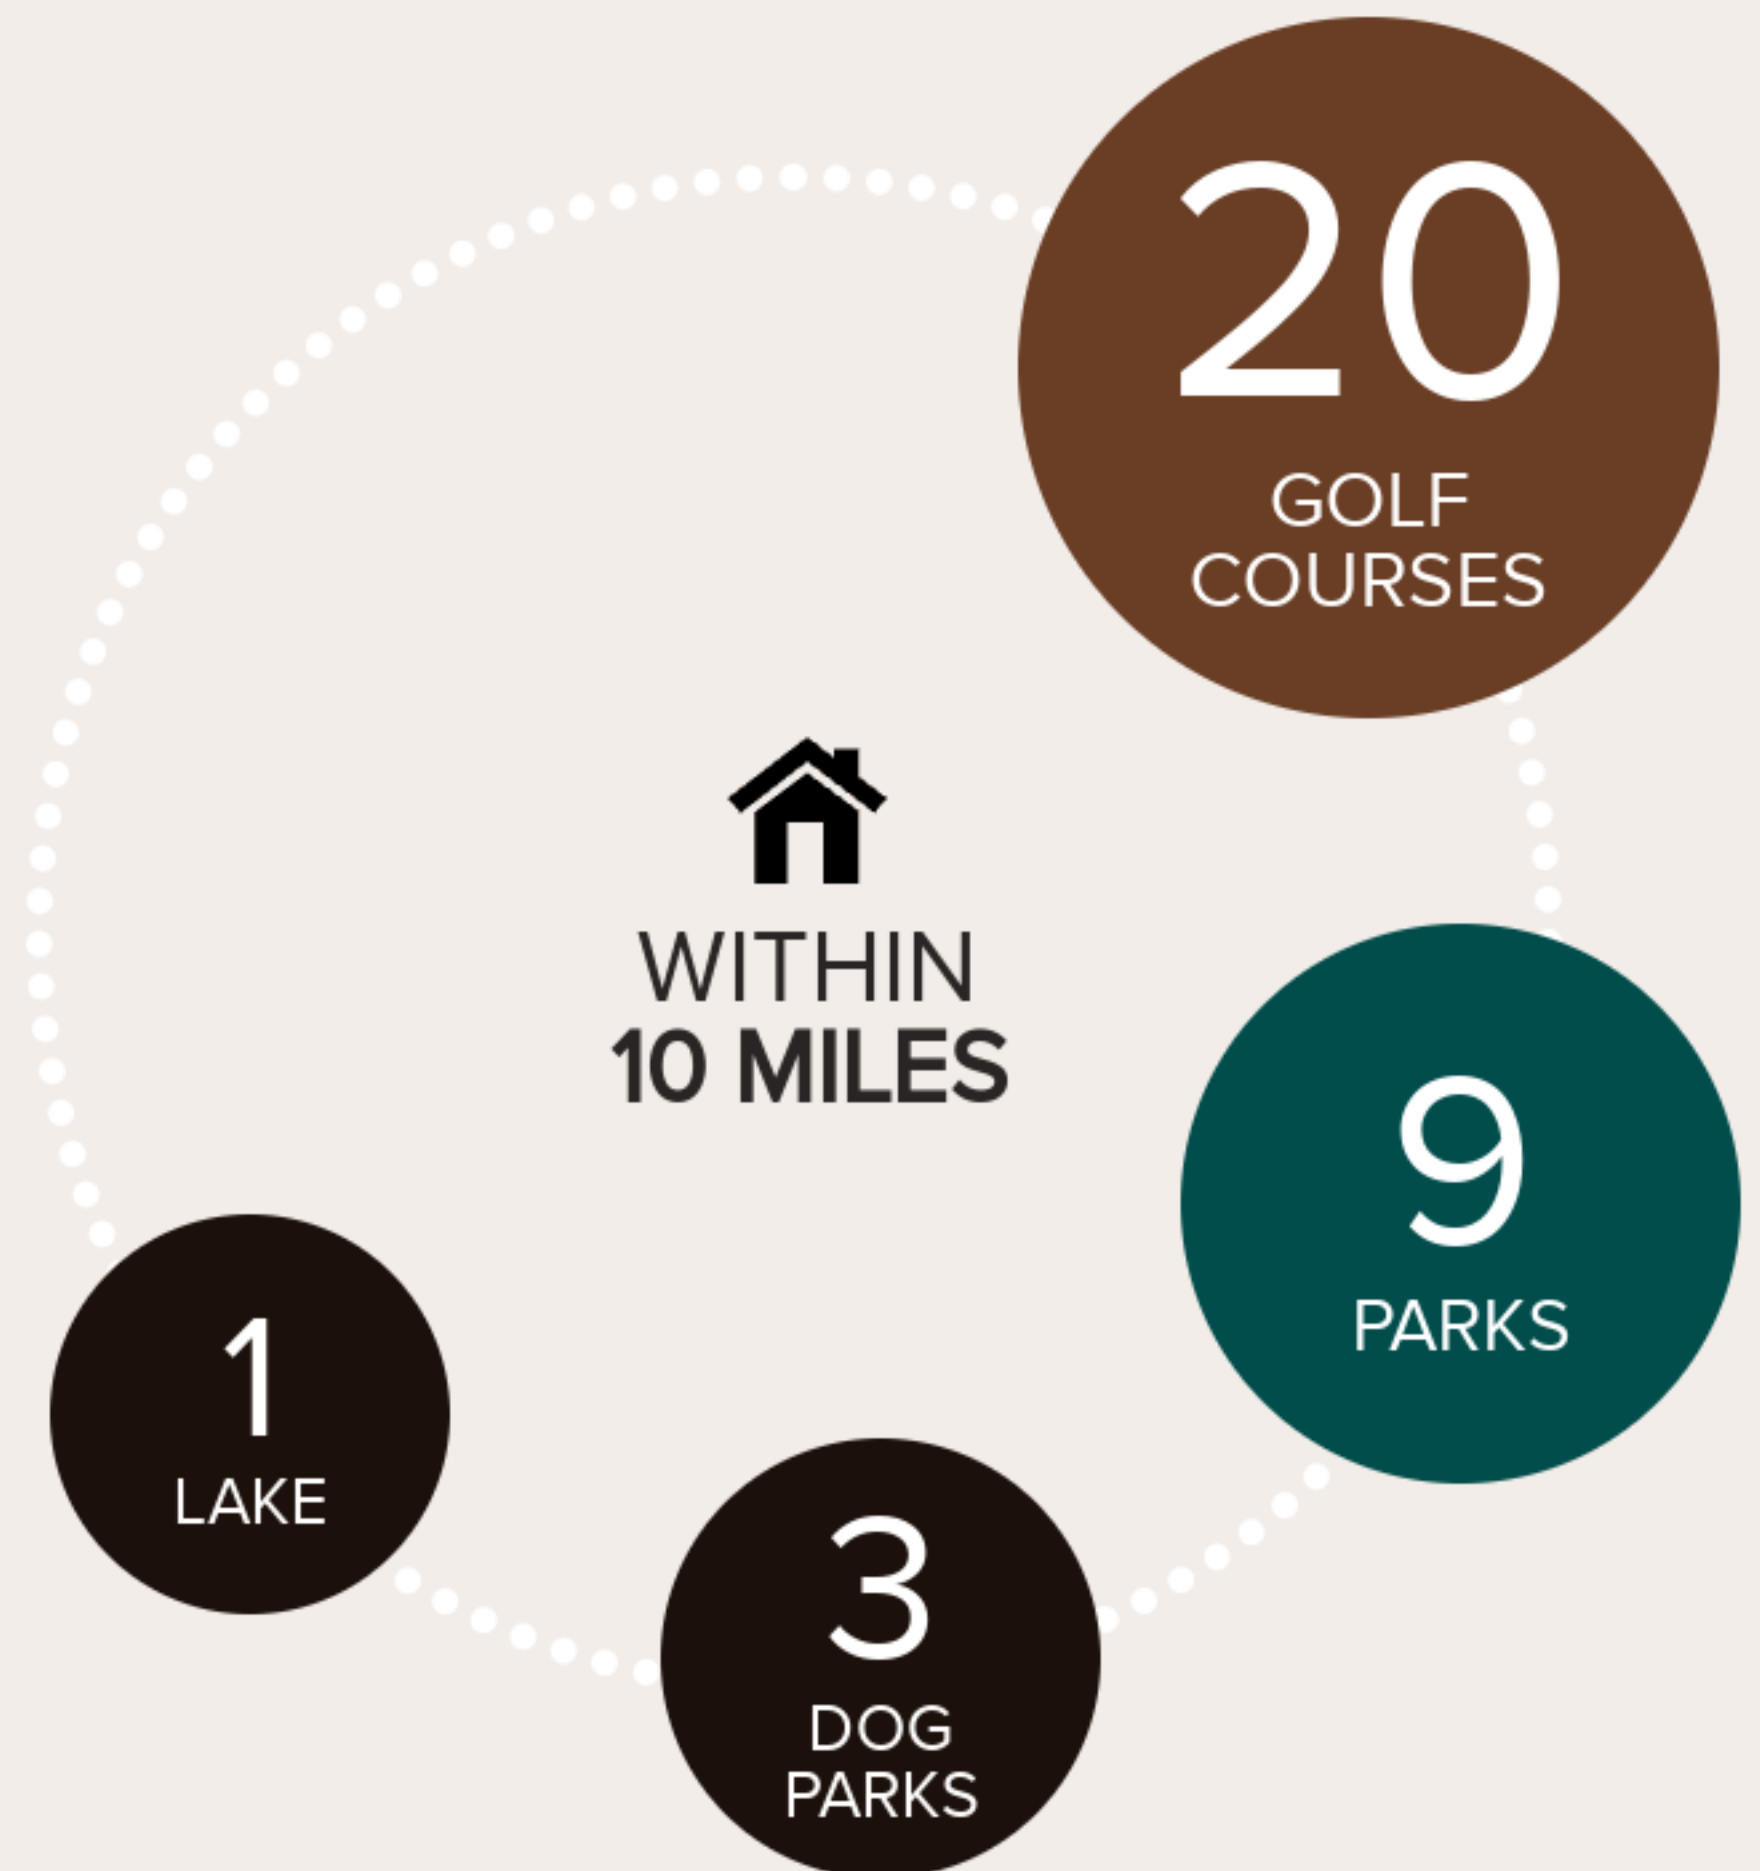 20
GOLF
COURSES
WITHIN
10 MILES
9
PARKS
1
LAKE
3
DOG
PARKS